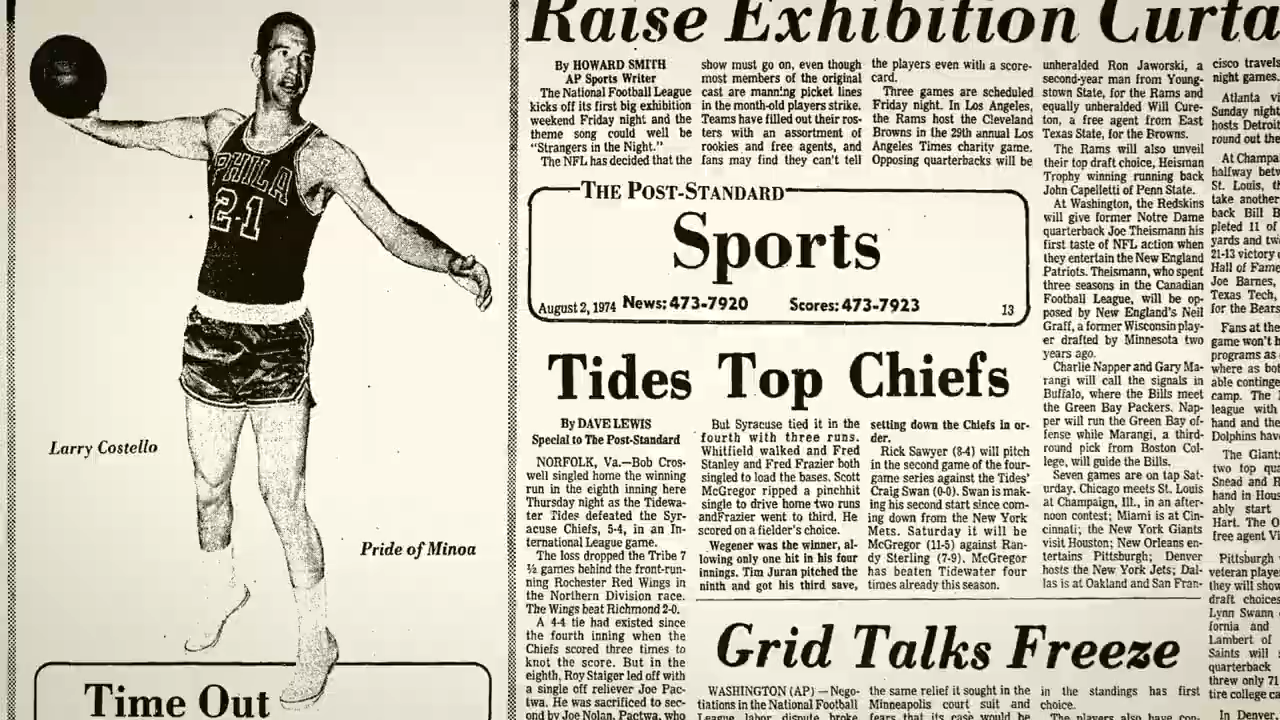 PHILA
21
Larry Costello
Pride of Minoa
Time Out
Raise Exhibition Curta
By HOWARD SMITH
AP Sports Writer
The National Football League
kicks off its first big exhibition
weekend Friday night and the
theme song could well be
"Strangers in the Night."
The NFL has decided that the
show must go on, even though
most members of the original
cast are manning picket lines
in the month-old players strike.
Teams have filled out their ros-
ters with an assortment of
rookies and free agents, and
fans may find they can't tell
the players even with a score-
card.
Three games are scheduled
Friday night. In Los Angeles,
the Rams host the Cleveland
Browns in the 29th annual Los
Angeles Times charity game.
Opposing quarterbacks will be
unheralded Ron Jaworski, a
second-year man from Young-
stown State, for the Rams and
equally unheralded Will Cure-
ton, a free agent from East
Texas State, for the Browns.
The Rams will also unveil
their top draft choice, Heisman
Trophy winning running back
John Capelletti of Penn State.
At Washington, the Redskins
will give former Notre Dame
quarterback Joe Theismann his
first taste of NFL action when
they entertain the New England
Patriots. Theismann, who spent
three seasons in the Canadian
Football League, will be op-
posed by New England's Neil
Graff, a former Wisconsin play-
er drafted by Minnesota two
years ago.
Charlie Napper and Gary Ma-
rangi will call the signals in
Buffalo, where the Bills meet
the Green Bay Packers. Nap-
per will run the Green Bay of-
fense while Marangi, a third-
round pick from Boston Col-
lege, will guide the Bills.
Seven games are on tap Sat-
urday. Chicago meets St. Louis
at Champaign, Ill., in an after-
noon contest; Miami is at Cin-
cinnati; the New York Giants
visit Houston; New Orleans en-
tertains Pittsburgh; Denver
hosts the New York Jets; Dal-
las is at Oakland and San Fran-
cisco travels
night games.
Atlanta vi
Sunday night
hosts Detroit
round out the
At Champa
halfway betw
St. Louis, th
take another
back Bill B
pleted 11 of
yards and twi
21-13 victory o
Hall of Fame
Joe Barnes,
Texas Tech,
for the Bears
Fans at the
game won't h
programs as
where as bot
able continge
camp. The
league with
hand and the
Dolphins hav
The Giants
two top qu
Snead and R
hand in Hous
ably start
Hart. The O
free agent Vi
Pittsburgh
veteran player
they will show
draft choices
Lynn Swann
fornia and
Lambert of
Saints will
quarterback
threw only 71
tire college ca
In Denver
THE POST-STANDARD
Sports
August 2, 1974 News: 473-7920 Scores: 473-7923 13
Tides Top Chiefs
By DAVE LEWIS
Special to The Post-Standard
NORFOLK, Va.—Bob Cros-
well singled home the winning
run in the eighth inning here
Thursday night as the Tidewa-
ter Tides defeated the Syr-
acuse Chiefs, 5-4, in an In-
ternational League game.
The loss dropped the Tribe 7
½ games behind the front-run-
ning Rochester Red Wings in
the Northern Division race.
The Wings beat Richmond 2-0.
A 4-4 tie had existed since
the fourth inning when the
Chiefs scored three times to
knot the score. But in the
eighth, Roy Staiger led off with
a single off reliever Joe Pac-
twa. He was sacrificed to sec-
ond by Joe Nolan. Pactwa, who
But Syracuse tied it in the
fourth with three runs.
Whitfield walked and Fred
Stanley and Fred Frazier both
singled to load the bases. Scott
McGregor ripped a pinchhit
single to drive home two runs
andFrazier went to third. He
scored on a fielder's choice.
Wegener was the winner, al-
lowing only one hit in his four
innings. Tim Juran pitched the
ninth and got his third save,
setting down the Chiefs in or-
der.
Rick Sawyer (8-4) will pitch
in the second game of the four-
game series against the Tides'
Craig Swan (0-0). Swan is mak-
ing his second start since com-
ing down from the New York
Mets. Saturday it will be
McGregor (11-5) against Ran-
dy Sterling (7-9). McGregor
has beaten Tidewater four
times already this season.
Grid Talks Freeze
WASHINGTON (AP) — Nego-
tiations in the National Football
League labor dispute broke
the same relief it sought in the
Minneapolis court suit and
fears that its case would be
in the standings has first
choice.
The players also have con-